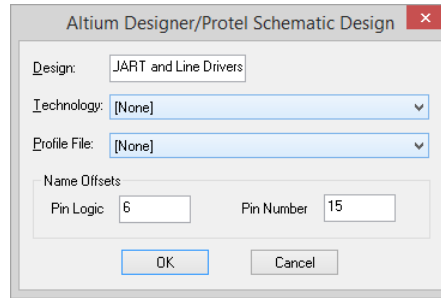 Altium Designer/Protel Schematic Design
Design: JART and Line Drivers
Technology: [None]
Profile File: [None]
Name Offsets
Pin Logic 6 Pin Number 15
OK Cancel